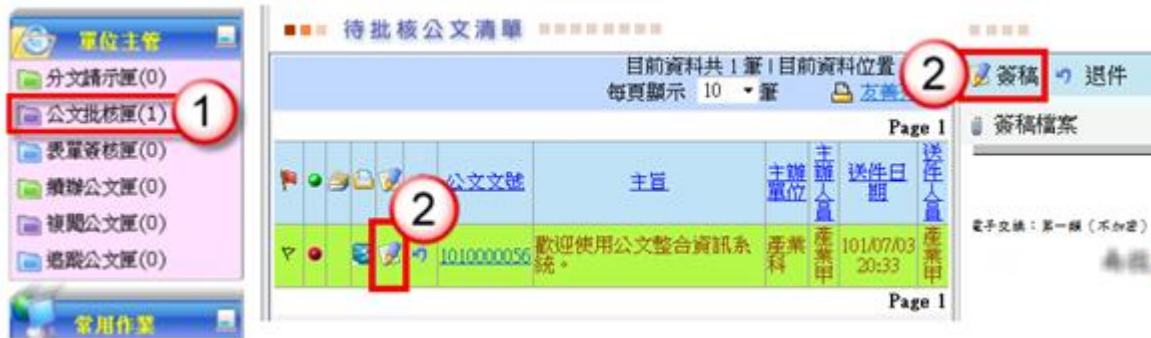 單位主管
分文請示匣(0)
公文批核匣(1)
1
表單簽核匣(0)
續辦公文匣(0)
複閱公文匣(0)
追蹤公文匣(0)
常用作業
待批核公文清單
目前資料共 1 筆 | 目前資料位置
每頁顯示 10 筆 友善
Page 1
公文文號 主旨 主辦單位 主辦人員 送件日期 送件人員
2
1010000056 歡迎使用公文整合資訊系統。 產業科 產業甲 101/07/03 20:33 產業甲
Page 1
2
簽稿 退件
簽稿檔案
電子交換：第一類（不加密）